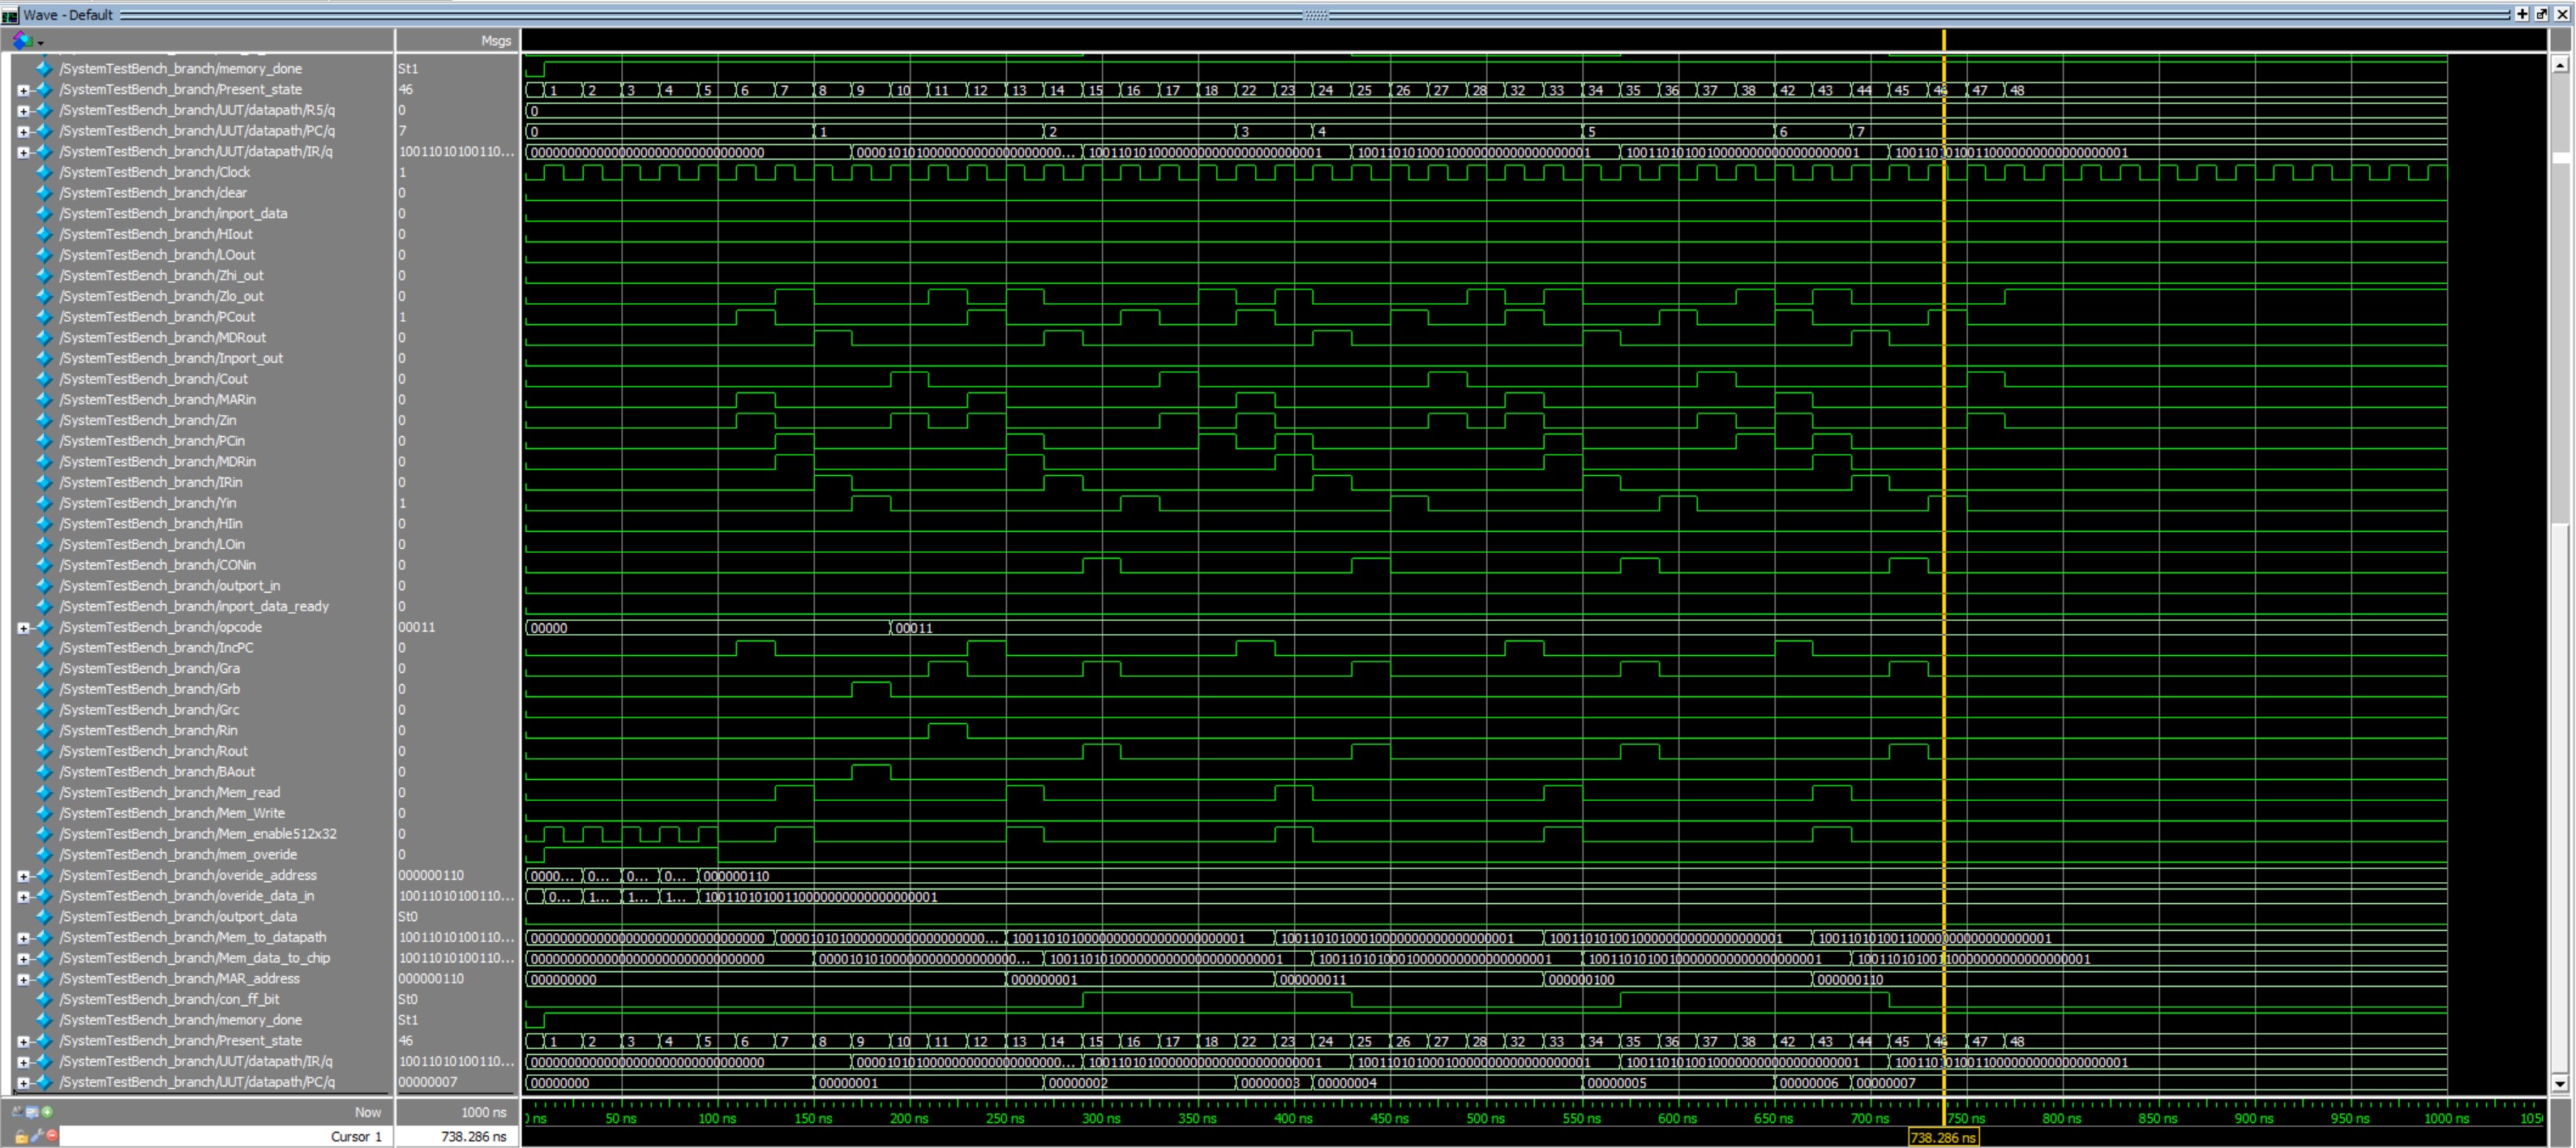 Wave - Default
Msgs
/SystemTestBench_branch/memory_done St1
/SystemTestBench_branch/Present_state 46 1 2 3 4 5 6 7 8 9 10 11 12 13 14 15 16 17 18 22 23 24 25 26 27 28 32 33 34 35 36 37 38 42 43 44 45 46 47 48
/SystemTestBench_branch/UUT/datapath/R5/q 0 0
/SystemTestBench_branch/UUT/datapath/PC/q 7 0 1 2 3 4 5 6 7
/SystemTestBench_branch/UUT/datapath/IR/q 10011010100110... 00000000000000000000000000000000 0000101010000000000000000000... 10011010100000000000000000000001 10011010100010000000000000000001 10011010100100000000000000000001 10011010100110000000000000000001
/SystemTestBench_branch/Clock 1
/SystemTestBench_branch/clear 0
/SystemTestBench_branch/inport_data 0
/SystemTestBench_branch/HIout 0
/SystemTestBench_branch/LOout 0
/SystemTestBench_branch/Zhi_out 0
/SystemTestBench_branch/Zlo_out 0
/SystemTestBench_branch/PCout 1
/SystemTestBench_branch/MDRout 0
/SystemTestBench_branch/Inport_out 0
/SystemTestBench_branch/Cout 0
/SystemTestBench_branch/MARin 0
/SystemTestBench_branch/Zin 0
/SystemTestBench_branch/PCin 0
/SystemTestBench_branch/MDRin 0
/SystemTestBench_branch/IRin 0
/SystemTestBench_branch/Yin 1
/SystemTestBench_branch/HIin 0
/SystemTestBench_branch/LOin 0
/SystemTestBench_branch/CONin 0
/SystemTestBench_branch/outport_in 0
/SystemTestBench_branch/inport_data_ready 0
/SystemTestBench_branch/opcode 00011 00000 00011
/SystemTestBench_branch/IncPC 0
/SystemTestBench_branch/Gra 0
/SystemTestBench_branch/Grb 0
/SystemTestBench_branch/Grc 0
/SystemTestBench_branch/Rin 0
/SystemTestBench_branch/Rout 0
/SystemTestBench_branch/BAout 0
/SystemTestBench_branch/Mem_read 0
/SystemTestBench_branch/Mem_Write 0
/SystemTestBench_branch/Mem_enable512x32 0
/SystemTestBench_branch/mem_overide 0
/SystemTestBench_branch/overide_address 000000110 0000... 0... 0... 0... 000000110
/SystemTestBench_branch/overide_data_in 10011010100110... 0... 1... 1... 1... 10011010100110000000000000000001
/SystemTestBench_branch/outport_data St0
/SystemTestBench_branch/Mem_to_datapath 10011010100110... 00000000000000000000000000000000 0000101010000000000000000000... 10011010100000000000000000000001 10011010100010000000000000000001 10011010100100000000000000000001 10011010100110000000000000000001
/SystemTestBench_branch/Mem_data_to_chip 10011010100110... 00000000000000000000000000000000 0000101010000000000000000000... 10011010100000000000000000000001 10011010100010000000000000000001 10011010100100000000000000000001 10011010100110000000000000000001
/SystemTestBench_branch/MAR_address 000000110 000000000 000000001 000000011 000000100 000000110
/SystemTestBench_branch/con_ff_bit St0
/SystemTestBench_branch/memory_done St1
/SystemTestBench_branch/Present_state 46 1 2 3 4 5 6 7 8 9 10 11 12 13 14 15 16 17 18 22 23 24 25 26 27 28 32 33 34 35 36 37 38 42 43 44 45 46 47 48
/SystemTestBench_branch/UUT/datapath/IR/q 10011010100110... 00000000000000000000000000000000 0000101010000000000000000000... 10011010100000000000000000000001 10011010100010000000000000000001 10011010100100000000000000000001 10011010100110000000000000000001
/SystemTestBench_branch/UUT/datapath/PC/q 00000007 00000000 00000001 00000002 00000003 00000004 00000005 00000006 00000007
Now 1000 ns ns 50 ns 100 ns 150 ns 200 ns 250 ns 300 ns 350 ns 400 ns 450 ns 500 ns 550 ns 600 ns 650 ns 700 ns 750 ns 800 ns 850 ns 900 ns 950 ns 1000 ns
Cursor 1 738.286 ns 738.286 ns